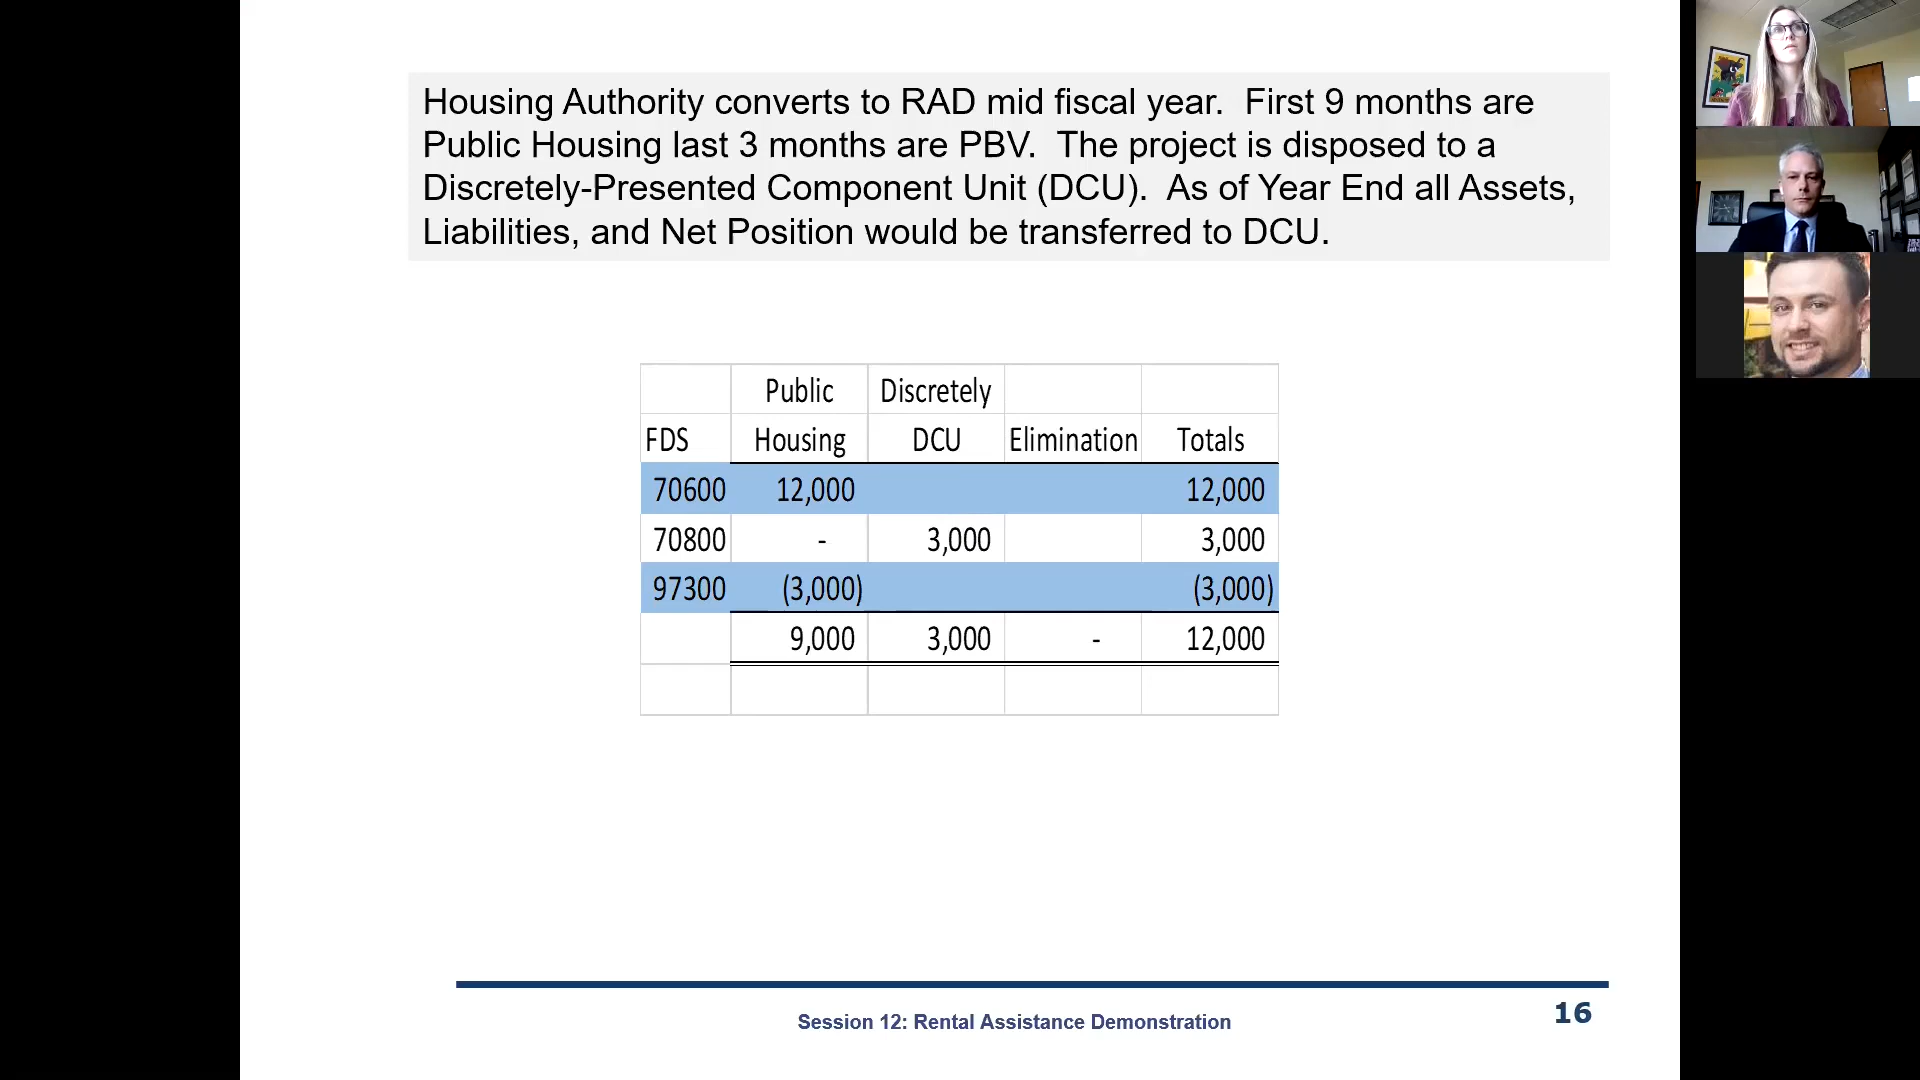 Housing Authority converts to RAD mid fiscal year. First 9 months are
Public Housing last 3 months are PBV. The project is disposed to a
Discretely-Presented Component Unit (DCU). As of Year End all Assets,
Liabilities, and Net Position would be transferred to DCU.
Public Discretely
FDS Housing DCU Elimination Totals
70600 12,000 12,000
70800 - 3,000 3,000
97300 (3,000) (3,000)
9,000 3,000 - 12,000
Session 12: Rental Assistance Demonstration
16